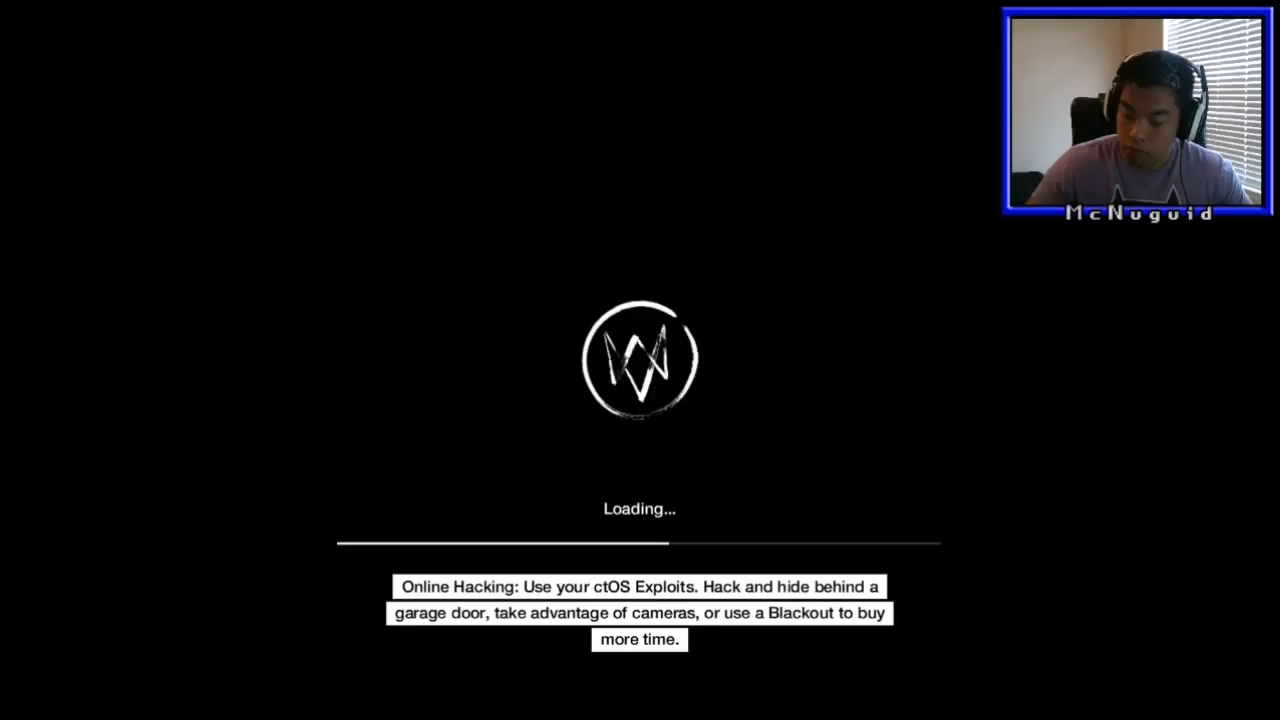 McNuguid
Loading...
Online Hacking: Use your ctOS Exploits. Hack and hide behind a
garage door, take advantage of cameras, or use a Blackout to buy
more time.